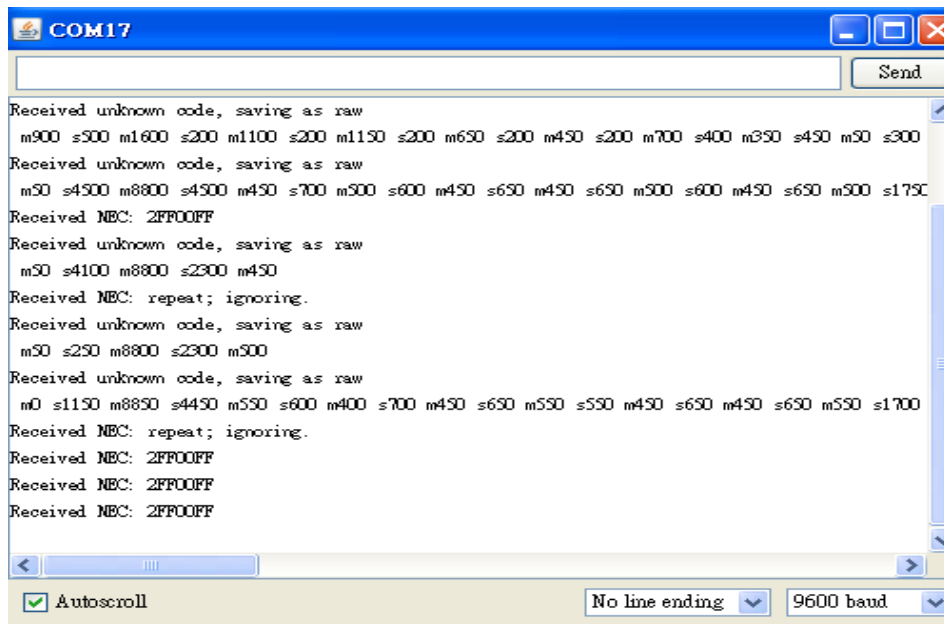 COM17
Send
Received unknown code, saving as raw
m900 s500 m1600 s200 m1100 s200 m1150 s200 m650 s200 m450 s200 m700 s400 m350 s450 m50 s300
Received unknown code, saving as raw
m50 s4500 m8800 s4500 m450 s700 m500 s600 m450 s650 m450 s650 m500 s600 m450 s650 m500 s1750
Received NEC: 2FF00FF
Received unknown code, saving as raw
m50 s4100 m8800 s2300 m450
Received NEC: repeat; ignoring.
Received unknown code, saving as raw
m50 s250 m8800 s2300 m500
Received unknown code, saving as raw
m0 s1150 m8850 s4450 m550 s600 m400 s700 m450 s650 m550 s550 m450 s650 m450 s650 m550 s1700
Received NEC: repeat; ignoring.
Received NEC: 2FF00FF
Received NEC: 2FF00FF
Received NEC: 2FF00FF
Autoscroll
No line ending
9600 baud